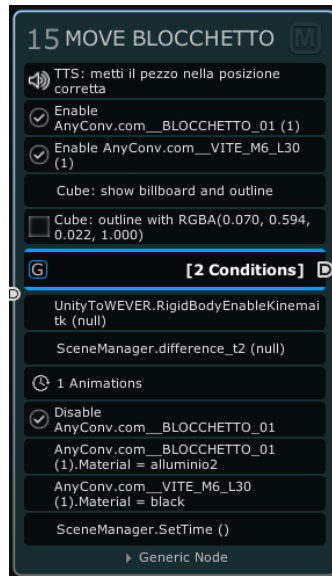 15 MOVE BLOCCHETTO M
TTS: metti il pezzo nella posizione
corretta
Enable
AnyConv.com__BLOCCHETTO_01 (1)
Enable AnyConv.com__VITE_M6_L30
(1)
Cube: show billboard and outline
Cube: outline with RGBA(0.070, 0.594,
0.022, 1.000)
G [2 Conditions] D
D
UnityToWEVER.RigidBodyEnableKinemai
tk (null)
SceneManager.difference_t2 (null)
1 Animations
Disable
AnyConv.com__BLOCCHETTO_01
AnyConv.com__BLOCCHETTO_01
(1).Material = alluminio2
AnyConv.com__VITE_M6_L30
(1).Material = black
SceneManager.SetTime ()
Generic Node